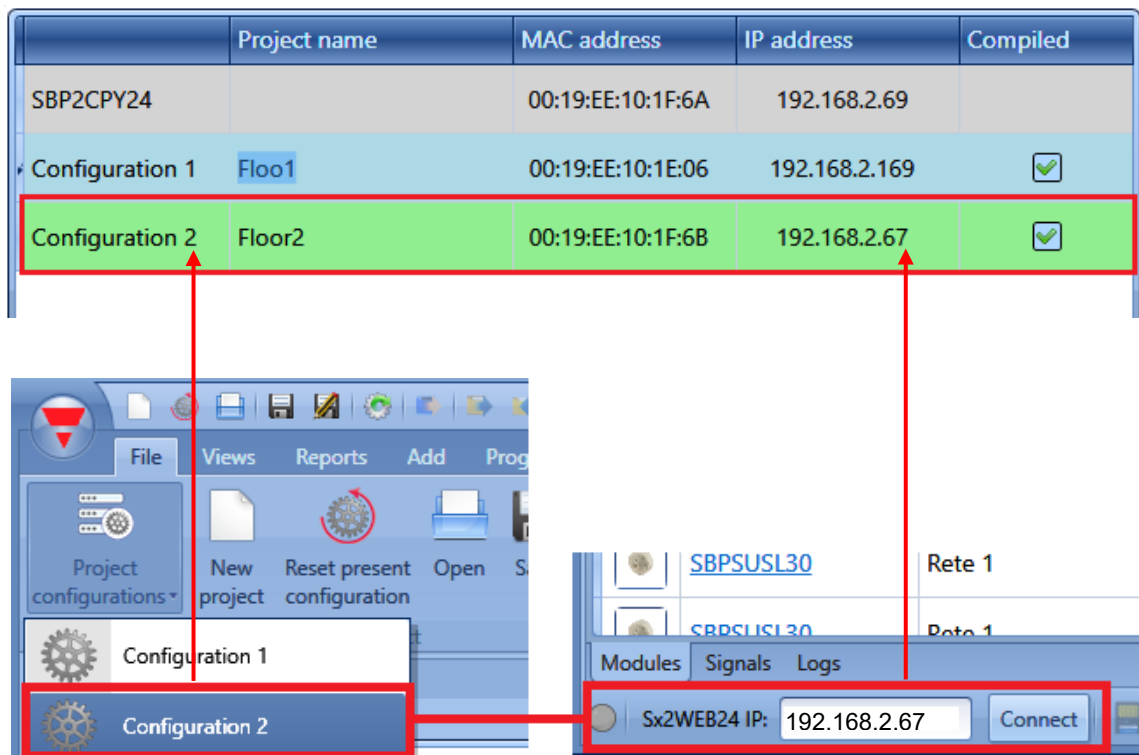 Project name MAC address IP address Compiled
SBP2CPY24 00:19:EE:10:1F:6A 192.168.2.69
Configuration 1 Floo1 00:19:EE:10:1E:06 192.168.2.169
Configuration 2 Floor2 00:19:EE:10:1F:6B 192.168.2.67
File Views Reports Add
Project configurations
New project
Reset present configuration
Open
Configuration 1
Configuration 2
SBPSUSL30 Rete 1
SBPSUSL30 Rete 1
Modules Signals Logs
Sx2WEB24 IP: 192.168.2.67 Connect